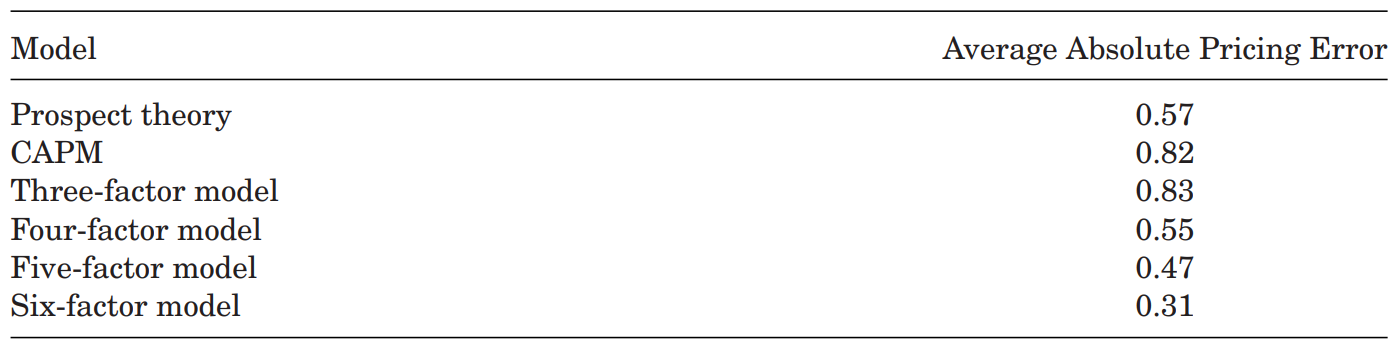 Model Average Absolute Pricing Error
Prospect theory 0.57
CAPM 0.82
Three-factor model 0.83
Four-factor model 0.55
Five-factor model 0.47
Six-factor model 0.31